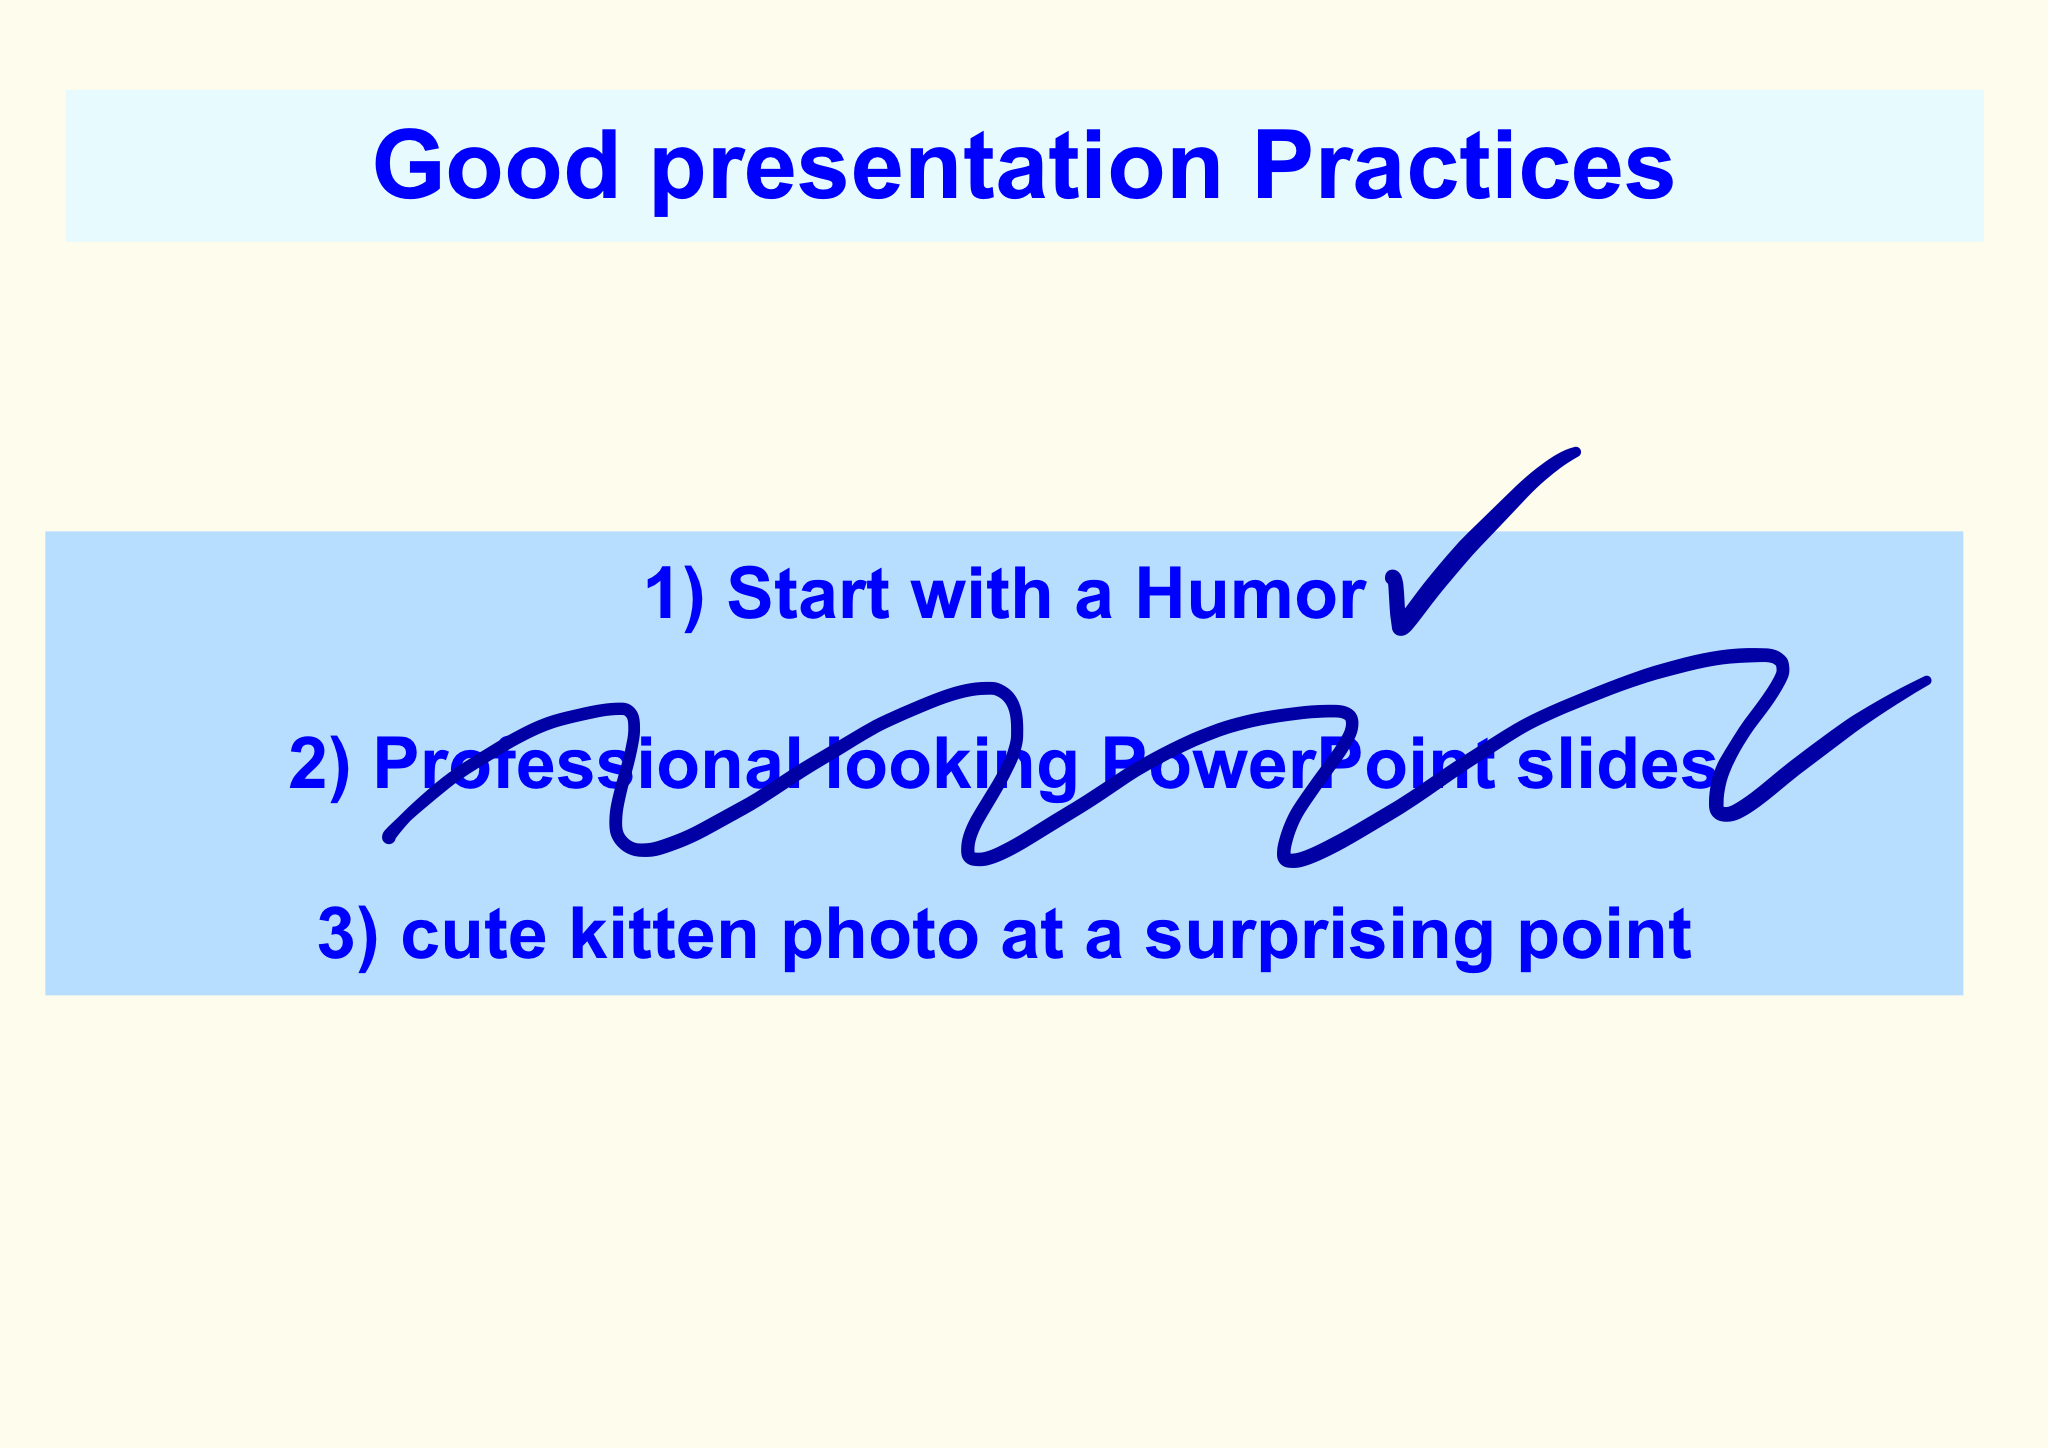 Good presentation Practices
1) Start with a Humor ✓
2) Professional looking PowerPoint slides
3) cute kitten photo at a surprising point